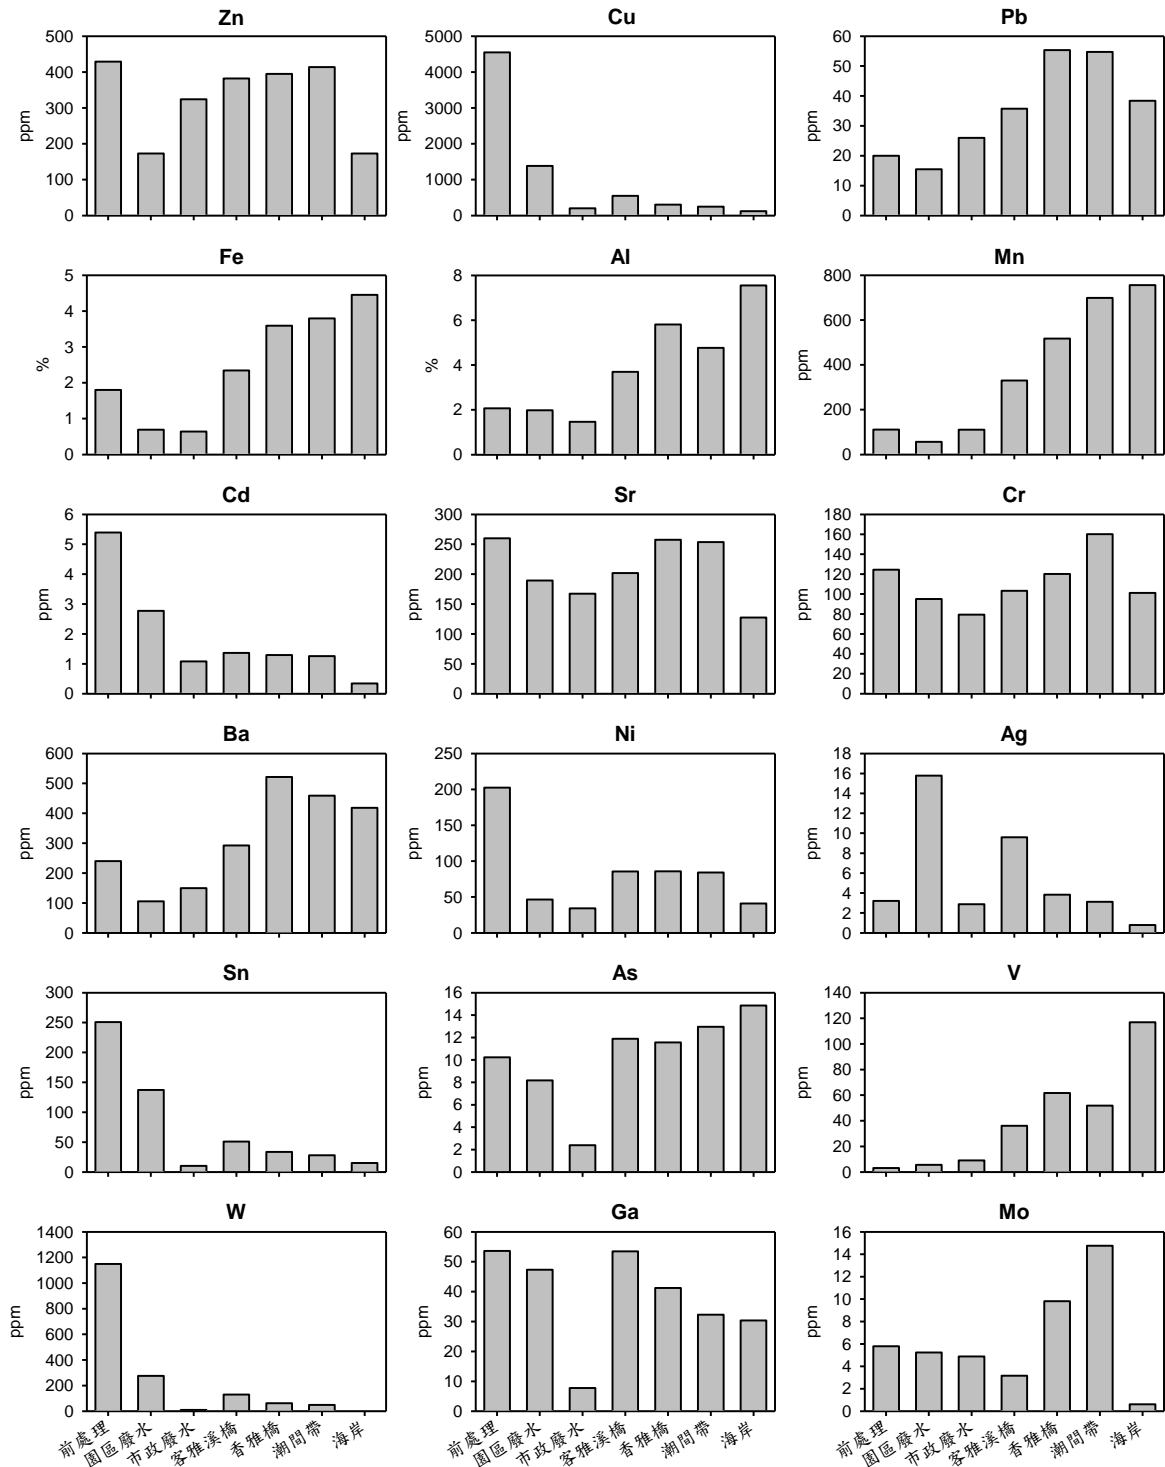 Zn
Cu
Pb
500
400
300
200
100
0
ppm
5000
4000
3000
2000
1000
0
ppm
60
50
40
30
20
10
0
ppm
Fe
Al
Mn
5
4
3
2
1
0
%
8
6
4
2
0
%
800
600
400
200
0
ppm
Cd
Sr
Cr
6
5
4
3
2
1
0
ppm
300
250
200
150
100
50
0
ppm
180
160
140
120
100
80
60
40
20
0
ppm
Ba
Ni
Ag
600
500
400
300
200
100
0
ppm
250
200
150
100
50
0
ppm
18
16
14
12
10
8
6
4
2
0
ppm
Sn
As
V
300
250
200
150
100
50
0
ppm
16
14
12
10
8
6
4
2
0
ppm
140
120
100
80
60
40
20
0
ppm
W
Ga
Mo
1400
1200
1000
800
600
400
200
0
ppm
60
50
40
30
20
10
0
ppm
16
14
12
10
8
6
4
2
0
ppm
前處理
園區廢水
市政廢水
客雅溪橋
香雅橋
潮間帶
海岸
前處理
園區廢水
市政廢水
客雅溪橋
香雅橋
潮間帶
海岸
前處理
園區廢水
市政廢水
客雅溪橋
香雅橋
潮間帶
海岸